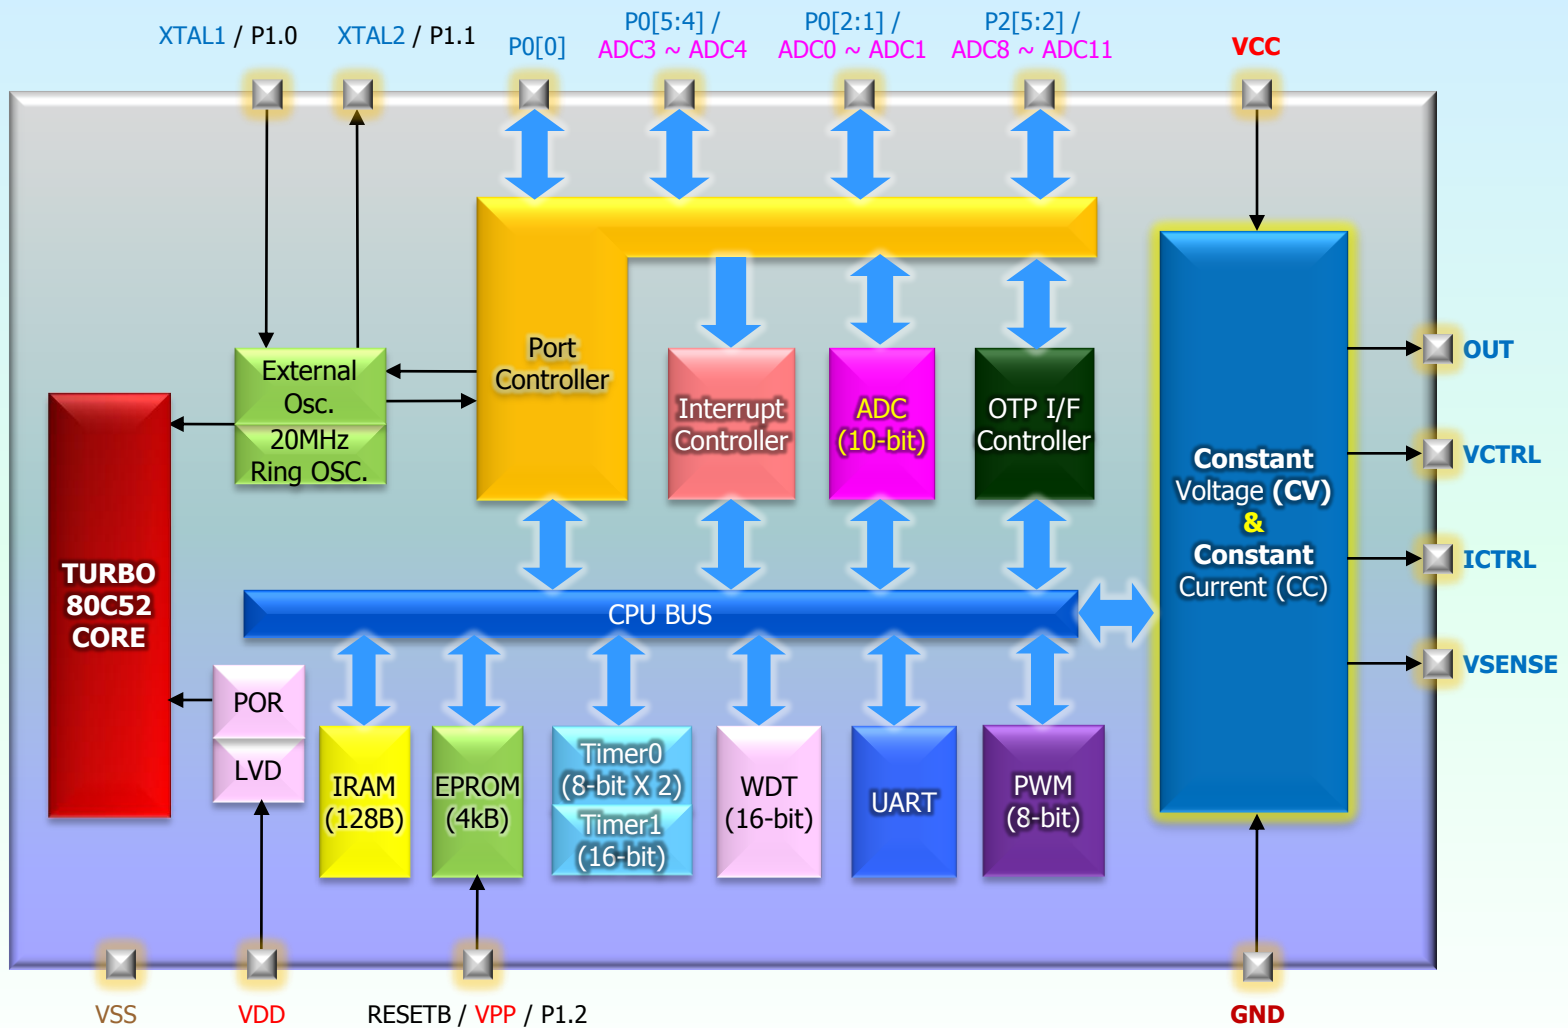 XTAL1 / P1.0
XTAL2 / P1.1
P0[0]
P0[5:4] /
ADC3 ~ ADC4
P0[2:1] /
ADC0 ~ ADC1
P2[5:2] /
ADC8 ~ ADC11
VCC
External
Osc.
20MHz
Ring OSC.
Port
Controller
Interrupt
Controller
ADC
(10-bit)
OTP I/F
Controller
Constant
Voltage (CV)
&
Constant
Current (CC)
OUT
VCTRL
ICTRL
VSENSE
TURBO
80C52
CORE
CPU BUS
POR
LVD
IRAM
(128B)
EPROM
(4kB)
Timer0
(8-bit X 2)
Timer1
(16-bit)
WDT
(16-bit)
UART
PWM
(8-bit)
VSS
VDD
RESETB / VPP / P1.2
GND